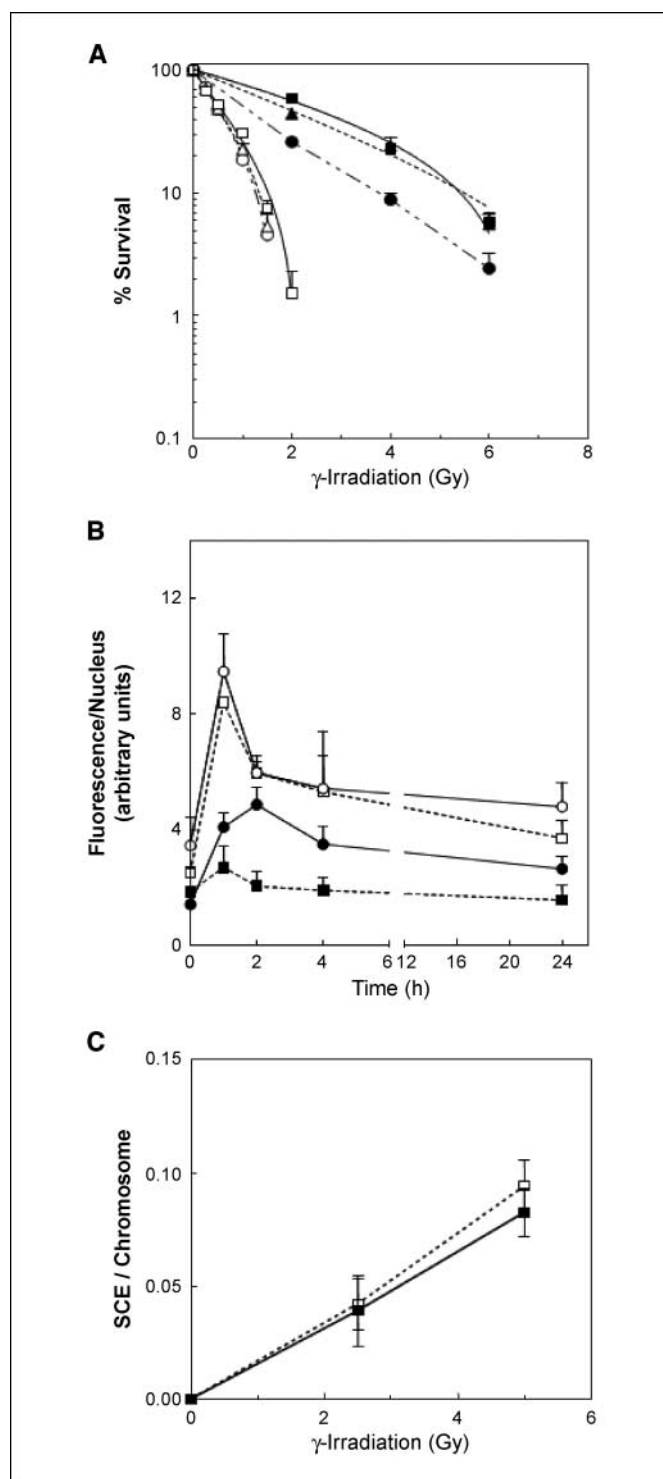 A
100
10
1
0.1
% Survival
0 2 4 6 8
γ-Irradiation (Gy)
B
12
8
4
0
Fluorescence/Nucleus
(arbitrary units)
0 2 4 6 12 16 20 24
Time (h)
C
0.15
0.10
0.05
0.00
SCE / Chromosome
0 2 4 6
γ-Irradiation (Gy)